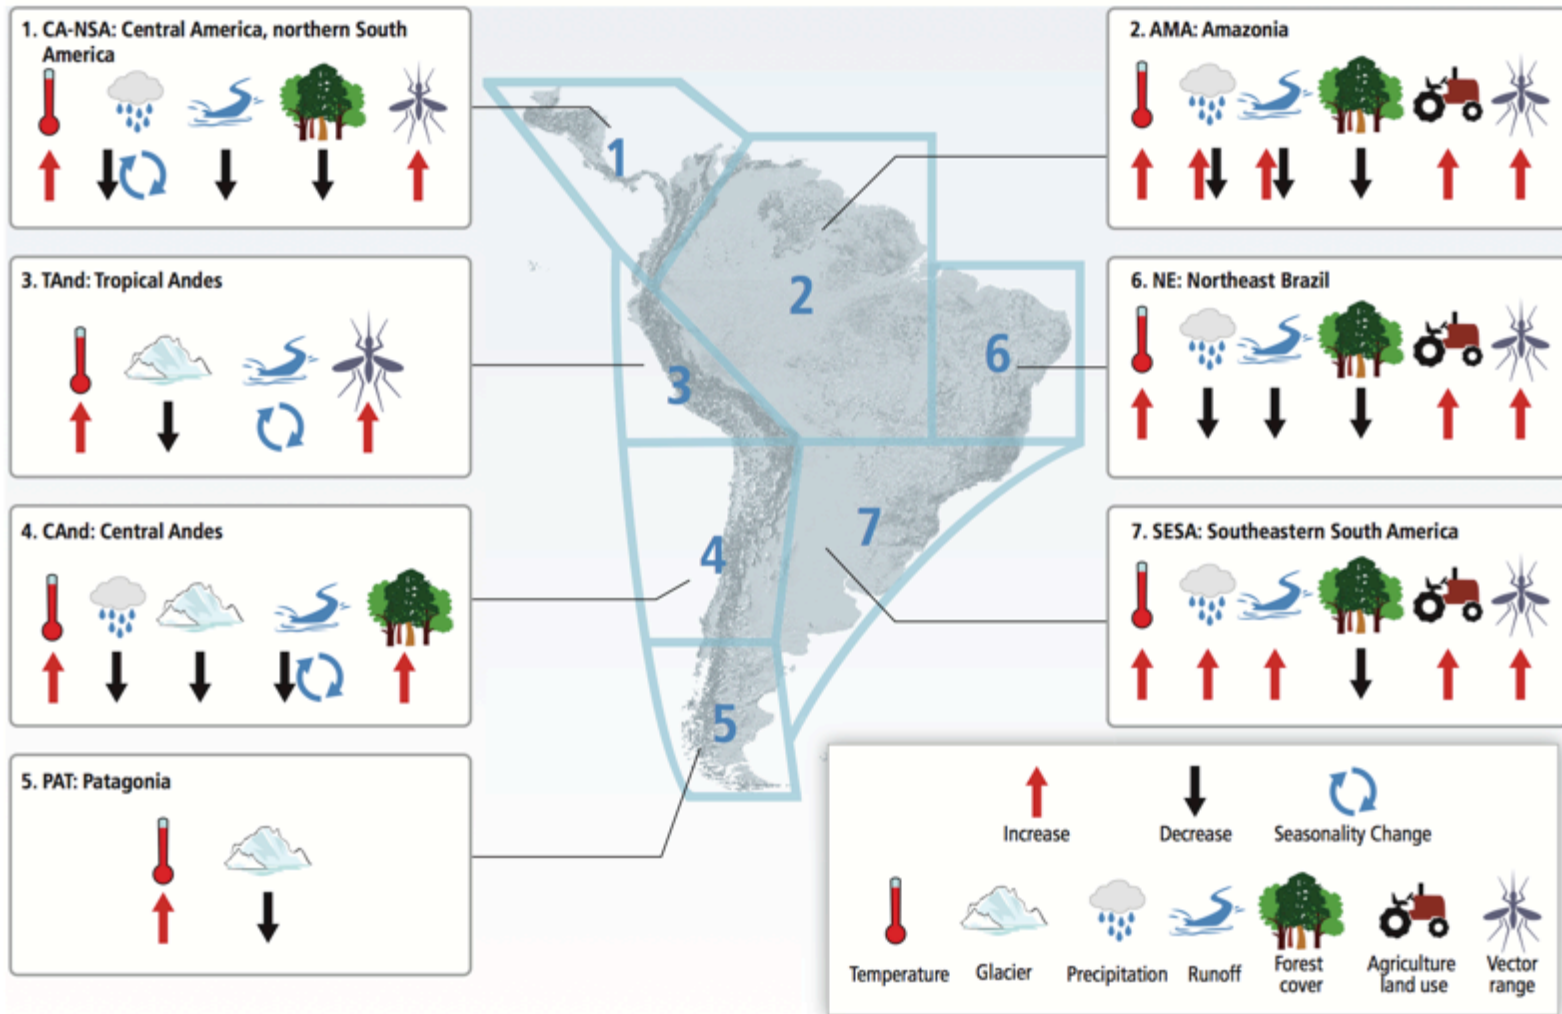 1. CA-NSA: Central America, northern South
America
2. AMA: Amazonia
3. TAnd: Tropical Andes
6. NE: Northeast Brazil
4. CAnd: Central Andes
7. SESA: Southeastern South America
5. PAT: Patagonia
1
2
3
6
4
7
5
Increase
Decrease
Seasonality Change
Temperature
Glacier
Precipitation
Runoff
Forest
cover
Agriculture
land use
Vector
range